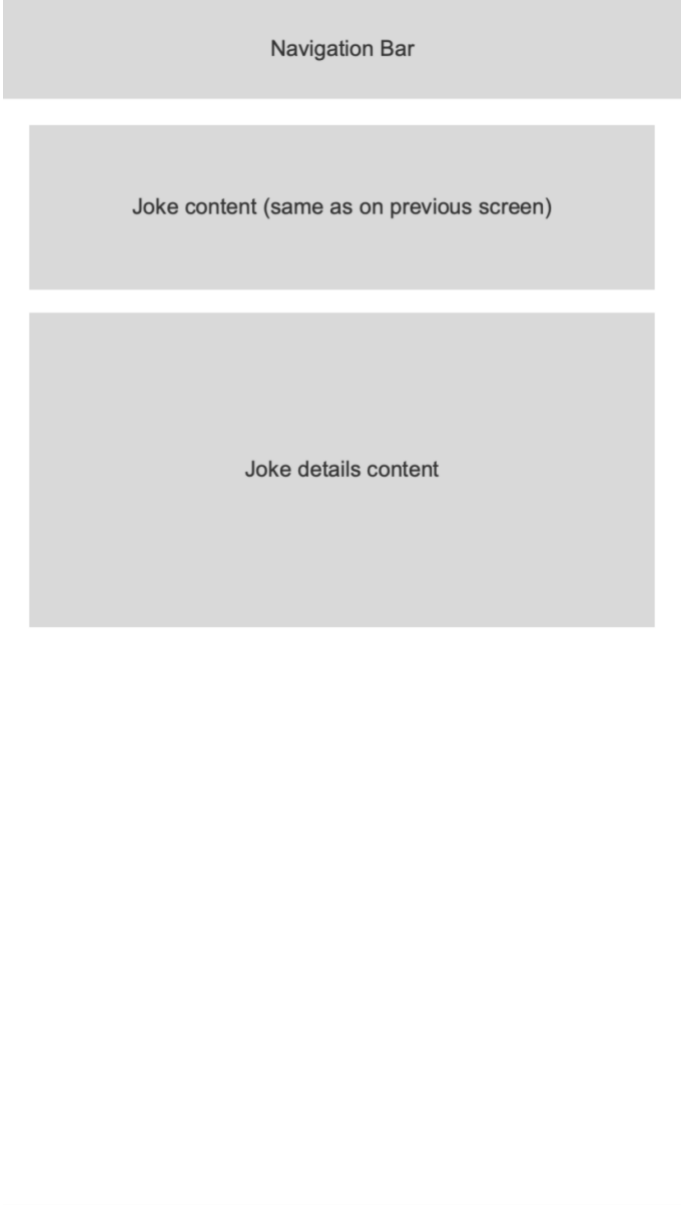 Navigation Bar
Joke content (same as on previous screen)
Joke details content